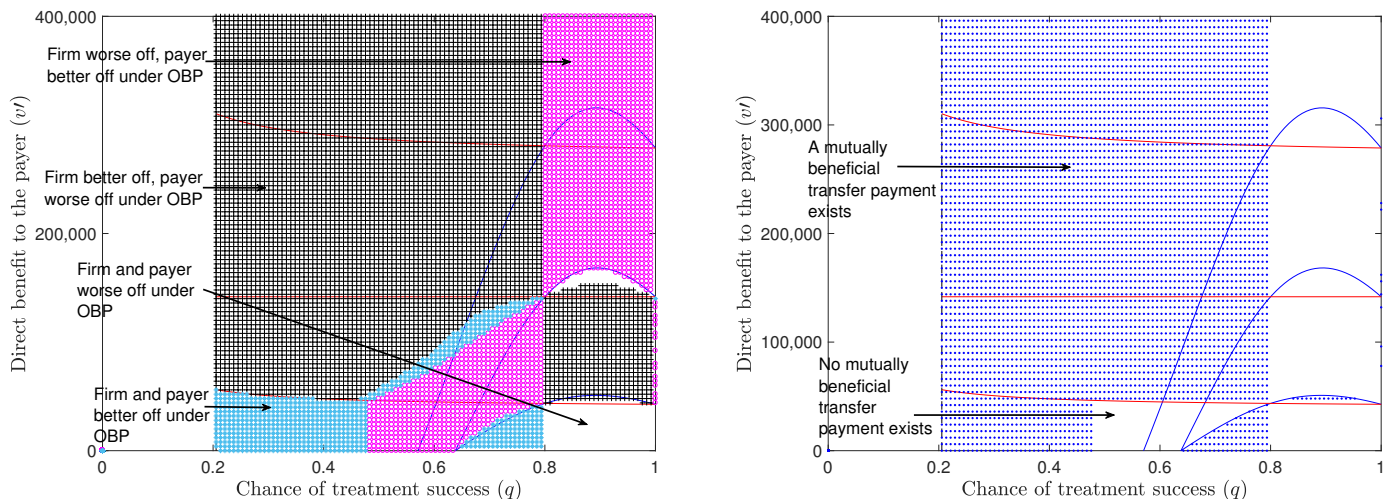 400,000
200,000
0
Direct benefit to the payer (v′)
Firm worse off, payer
better off under OBP
Firm better off, payer
worse off under OBP
Firm and payer
worse off under
OBP
Firm and payer
better off under
OBP
0
0.2
0.4
0.6
0.8
1
Chance of treatment success (q)
400,000
300,000
200,000
100,000
0
Direct benefit to the payer (v′)
A mutually
beneficial
transfer payment
exists
No mutually
beneficial
transfer
payment exists
0
0.2
0.4
0.6
0.8
1
Chance of treatment success (q)